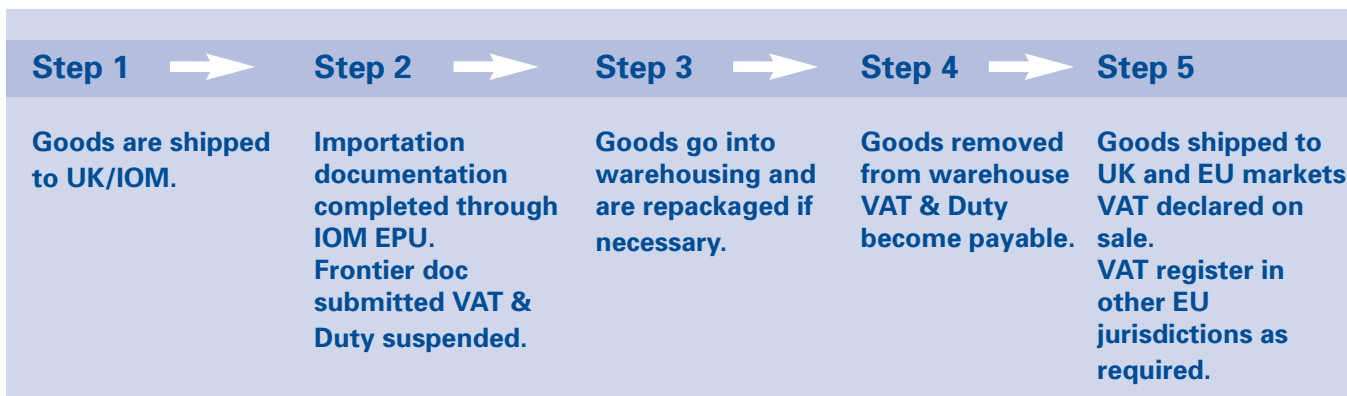 Step 1
Step 2
Step 3
Step 4
Step 5
Goods are shipped
to UK/IOM.
Importation
documentation
completed through
IOM EPU.
Frontier doc
submitted VAT &
Duty suspended.
Goods go into
warehousing and
are repackaged if
necessary.
Goods removed
from warehouse
VAT & Duty
become payable.
Goods shipped to
UK and EU markets
VAT declared on
sale.
VAT register in
other EU
jurisdictions as
required.